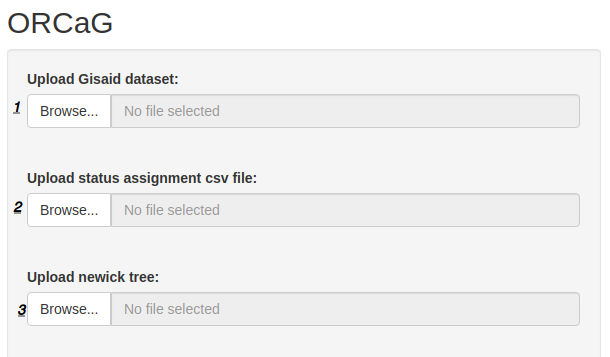 ORCaG
Upload Gisaid dataset:
1 Browse... No file selected
Upload status assignment csv file:
2 Browse... No file selected
Upload newick tree:
3 Browse... No file selected